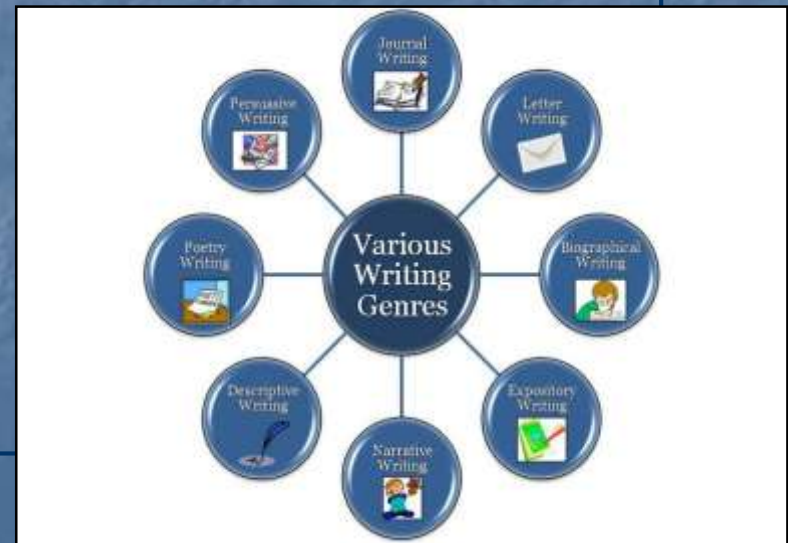 Various
Writing
Genres
Journal
Writing
Letter
Writing
Biographical
Writing
Expository
Writing
Narrative
Writing
Descriptive
Writing
Poetry
Writing
Persuasive
Writing